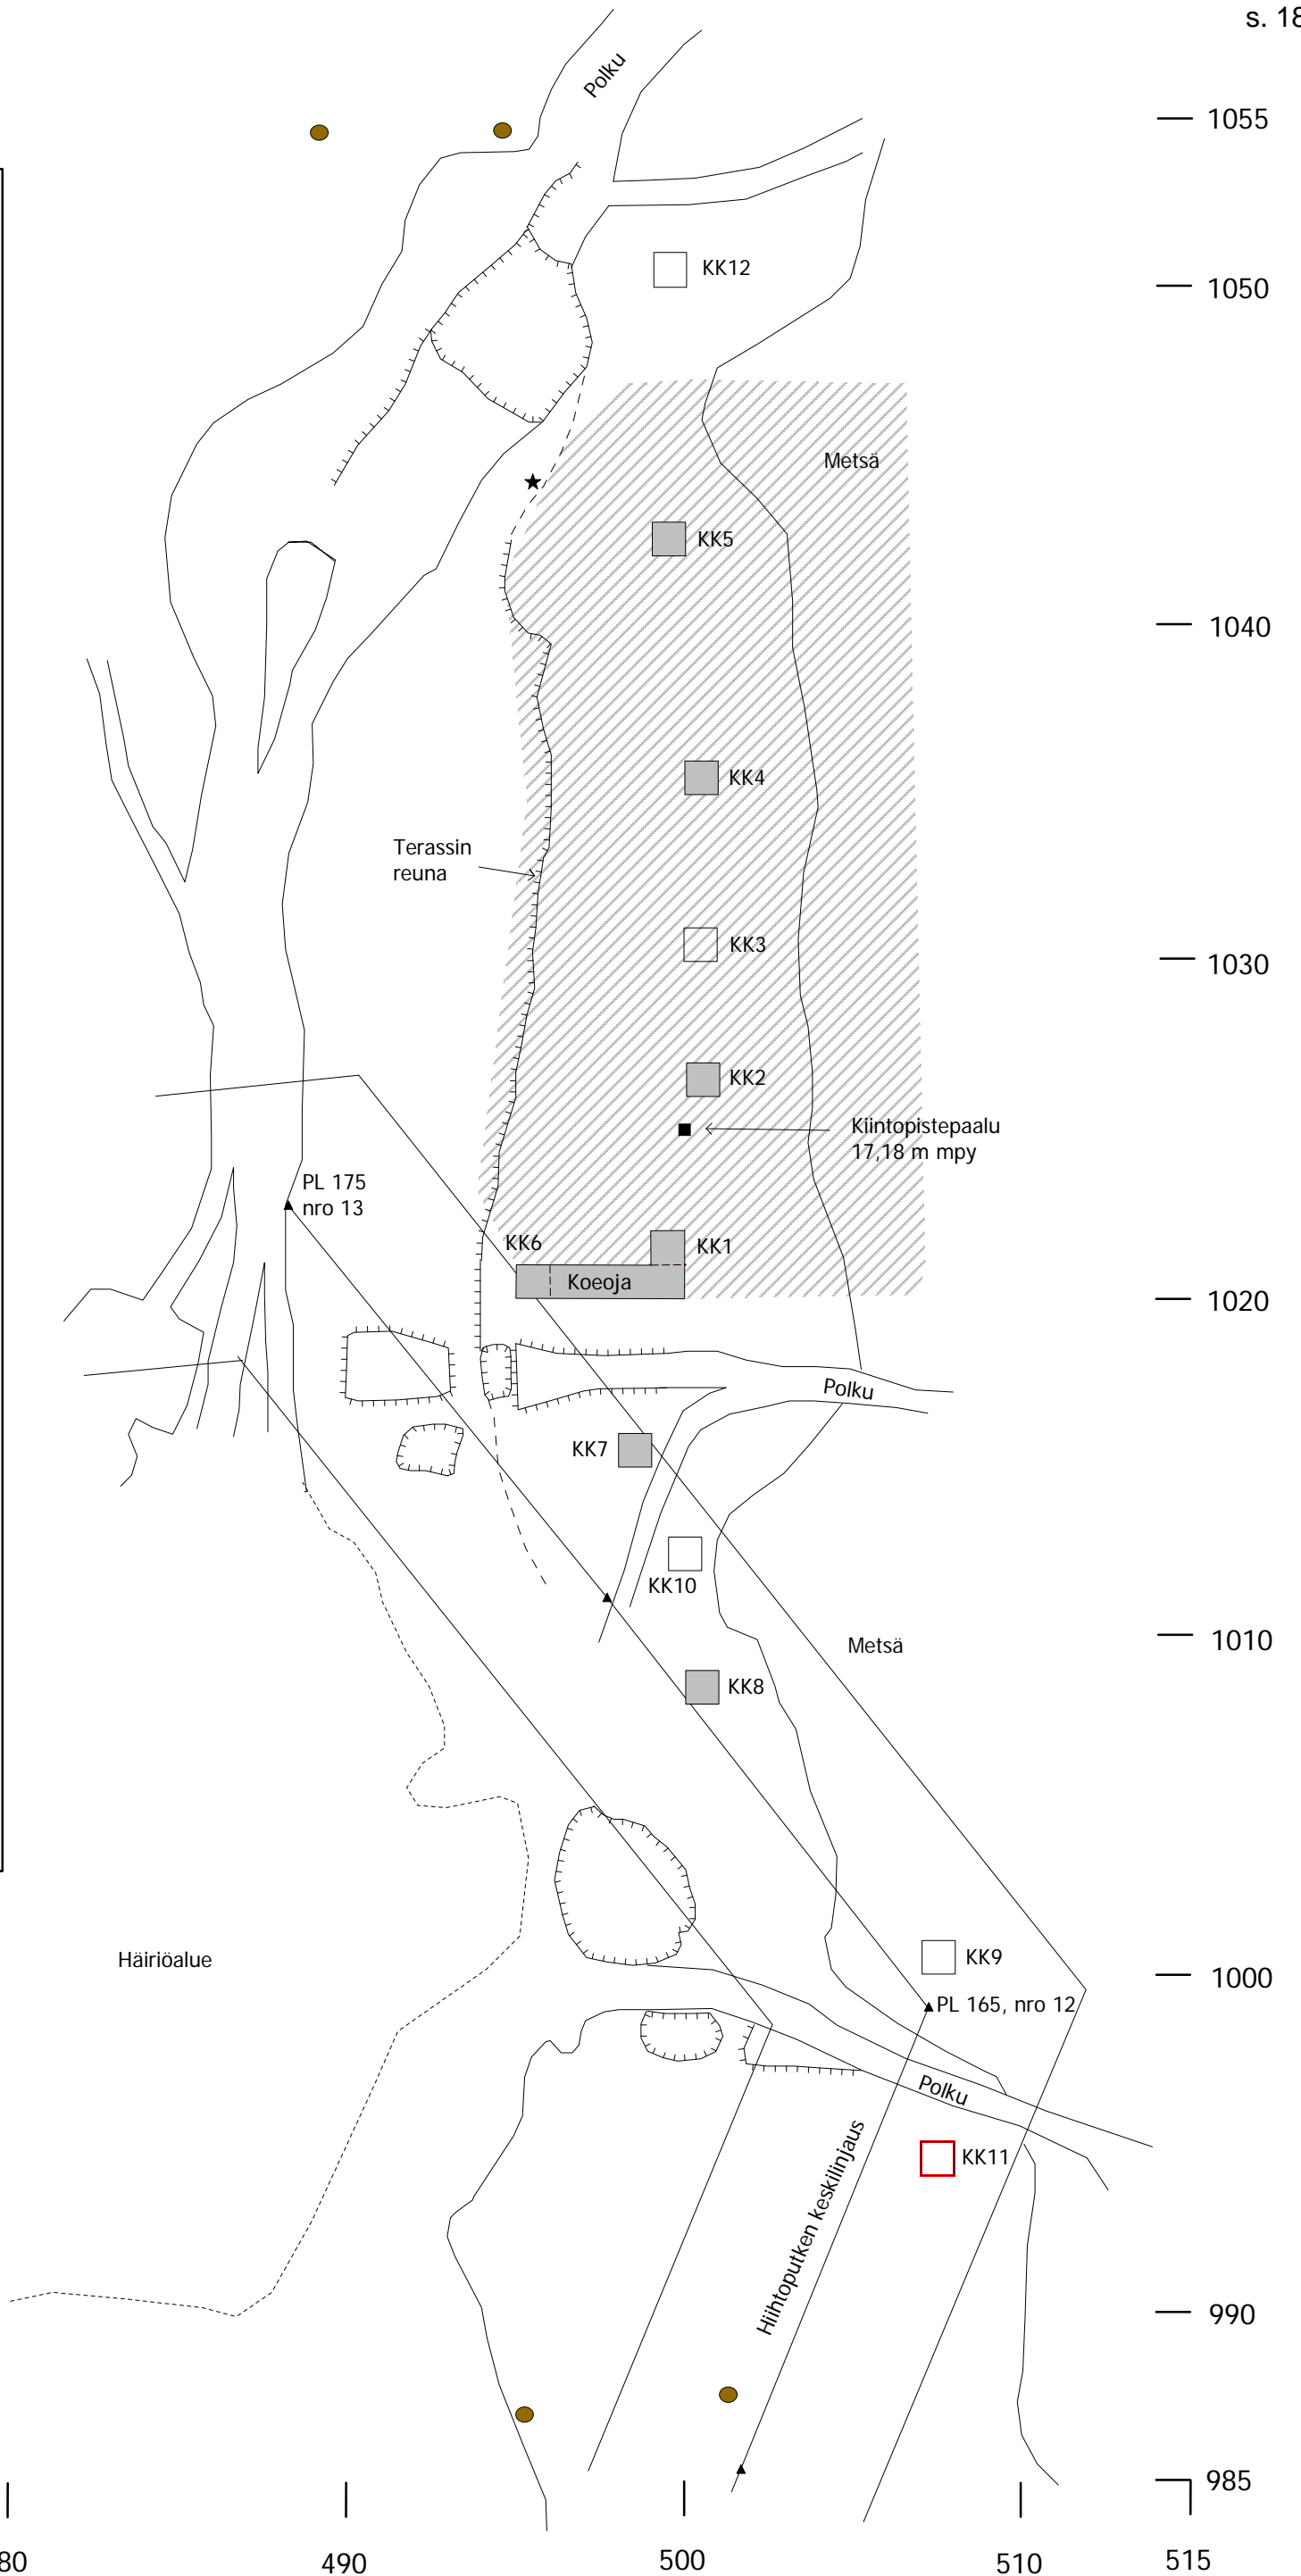 s. 18
Polku
1055
KK12
1050
Metsä
KK5
1040
KK4
Terassin
reuna
KK3
1030
KK2
Kiintopistepaalu
17,18 m mpy
PL 175
nro 13
KK6
KK1
Koeoja
1020
Polku
KK7
KK10
Metsä
1010
KK8
Häiriöalue
KK9
1000
PL 165, nro 12
Polku
KK11
Hiihtoputken keskilinjaus
990
985
80
490
500
510
515